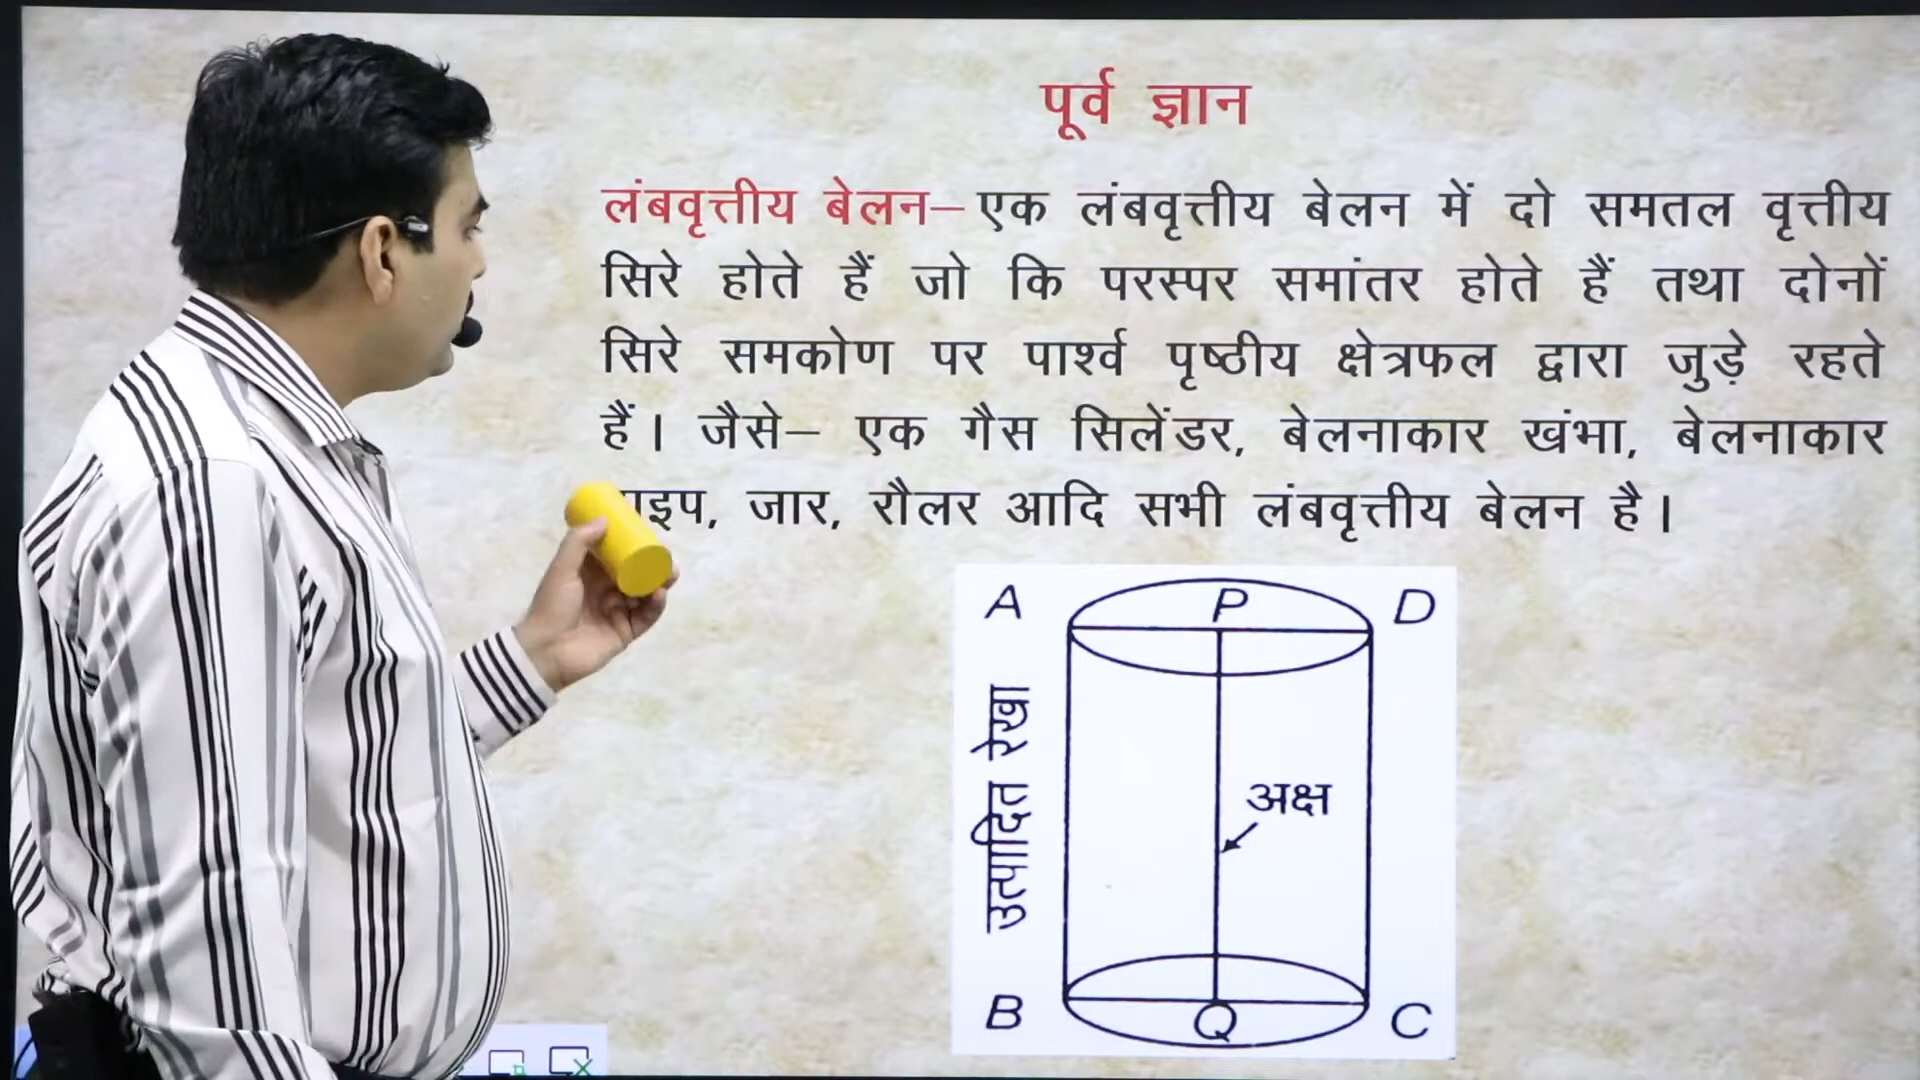 पूर्व ज्ञान
लंबवृत्तीय बेलन– एक लंबवृत्तीय बेलन में दो समतल वृत्तीय
सिरे होते हैं जो कि परस्पर समांतर होते हैं तथा दोनों
सिरे समकोण पर पार्श्व पृष्ठीय क्षेत्रफल द्वारा जुड़े रहते
हैं। जैसे– एक गैस सिलेंडर, बेलनाकार खंभा, बेलनाकार
जार, रौलर आदि सभी लंबवृत्तीय बेलन है।
A P D
उत्पादित रेखा
अक्ष
B Q C